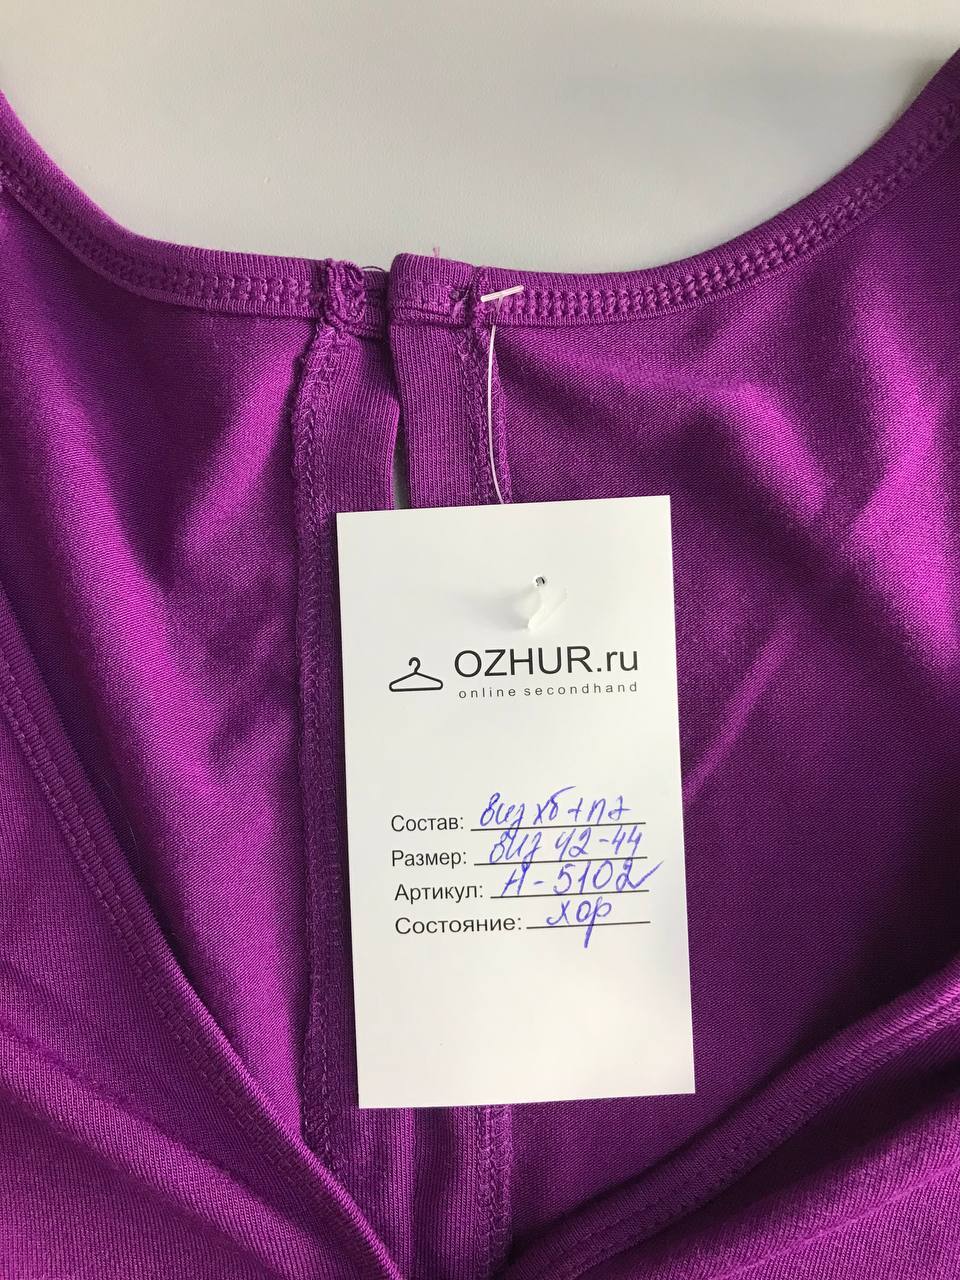 OZHUR.ru
online secondhand
Состав: виз хб + пэ
Размер: виз 42-44
Артикул: Н-5102
Состояние: хор